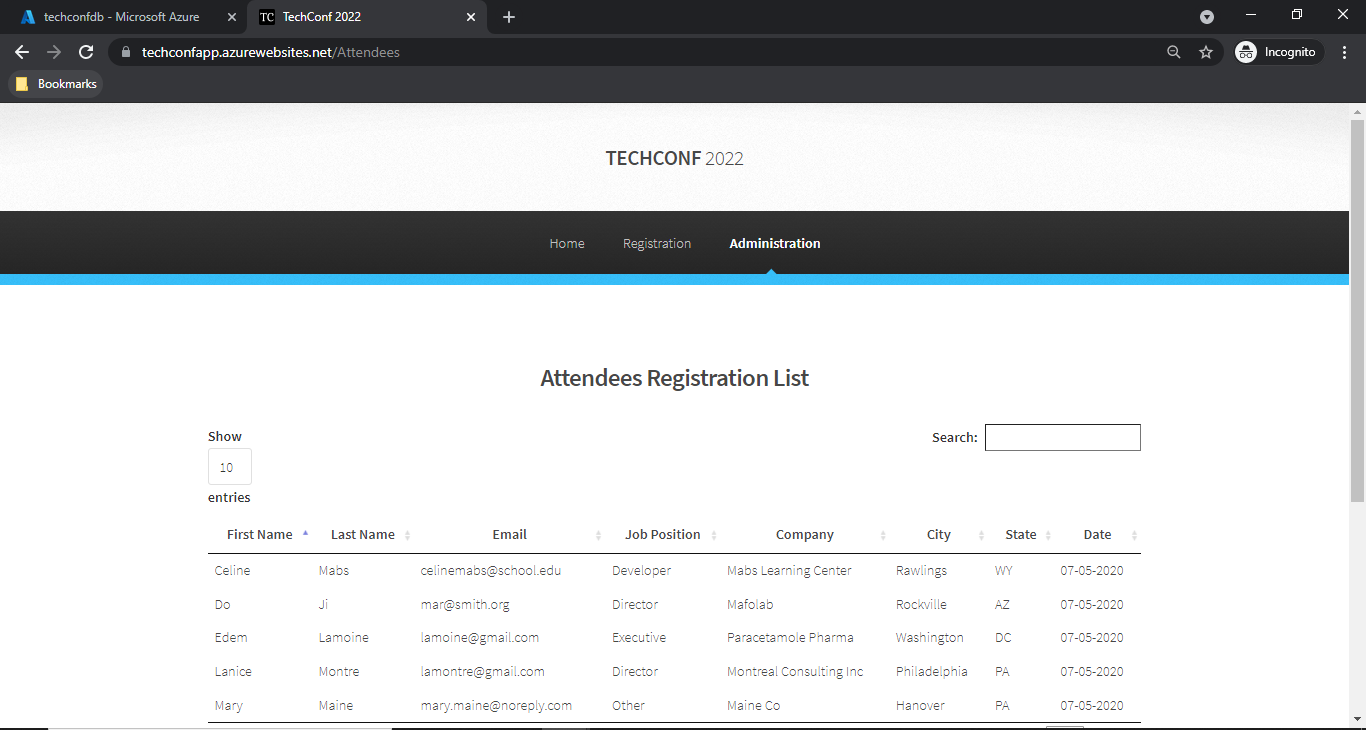 techconfdb - Microsoft Azure
TC TechConf 2022
techconfapp.azurewebsites.net/Attendees
Incognito
Bookmarks
TECHCONF 2022
Home Registration Administration
Attendees Registration List
Show
10
entries
Search:
First Name Last Name Email Job Position Company City State Date
Celine Mabs celinemabs@school.edu Developer Mabs Learning Center Rawlings WY 07-05-2020
Do Ji mar@smith.org Director Mafolab Rockville AZ 07-05-2020
Edem Lamoine lamoine@gmail.com Executive Paracetamole Pharma Washington DC 07-05-2020
Lanice Montre lamontre@gmail.com Director Montreal Consulting Inc Philadelphia PA 07-05-2020
Mary Maine mary.maine@noreply.com Other Maine Co Hanover PA 07-05-2020